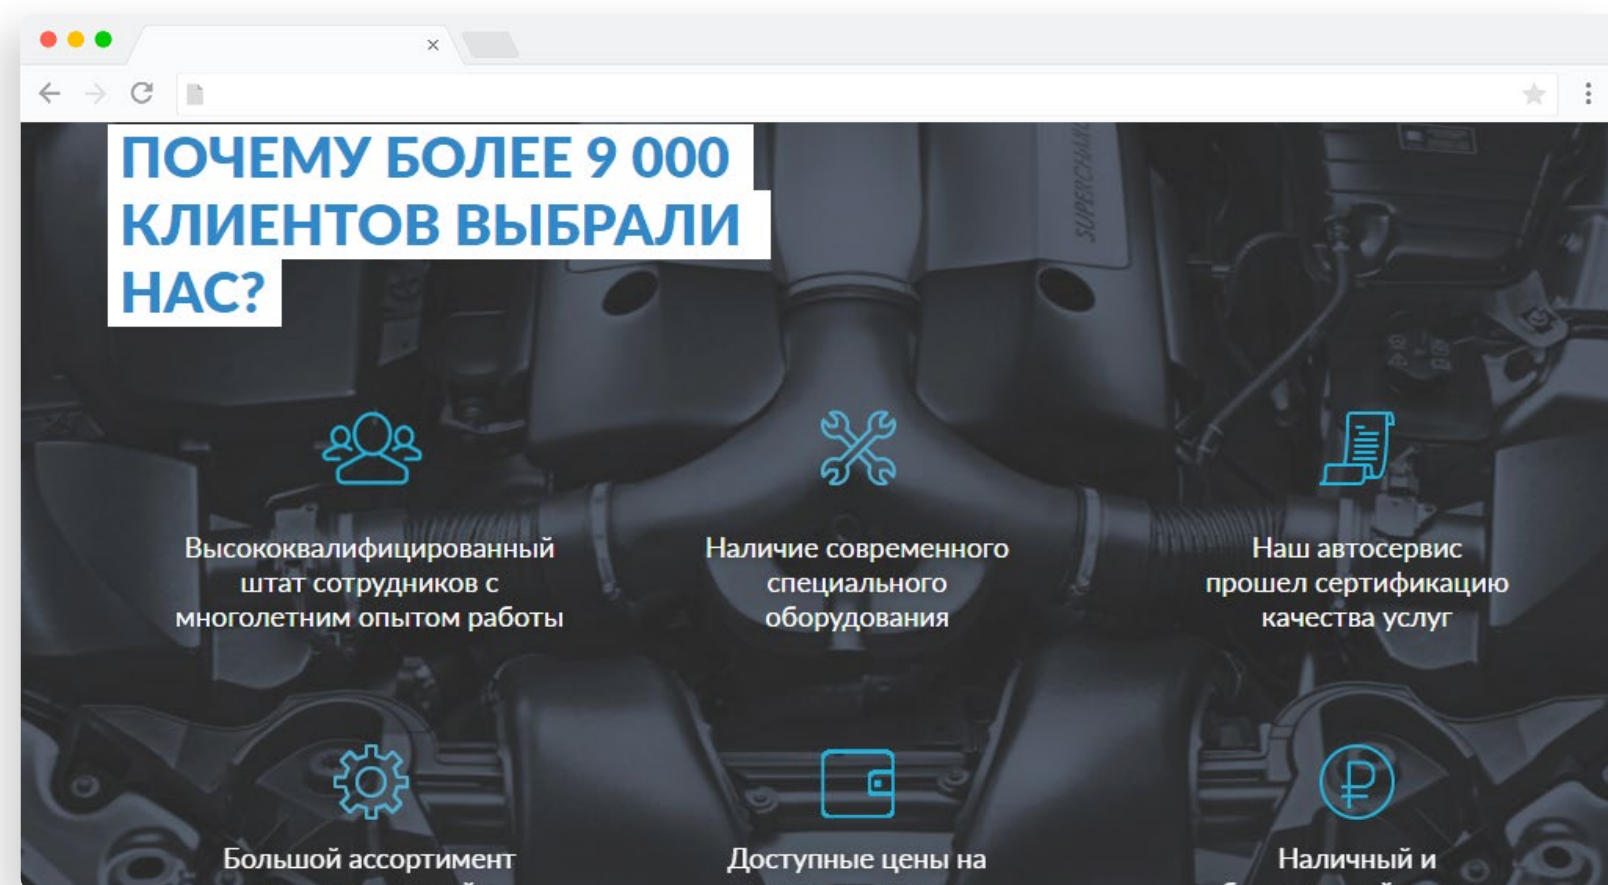 ПОЧЕМУ БОЛЕЕ 9 000
КЛИЕНТОВ ВЫБРАЛИ
НАС?
SUPERCHARG
Высококвалифицированный
штат сотрудников с
многолетним опытом работы
Наличие современного
специального
оборудования
Наш автосервис
прошел сертификацию
качества услуг
Большой ассортимент
Доступные цены на
Наличный и